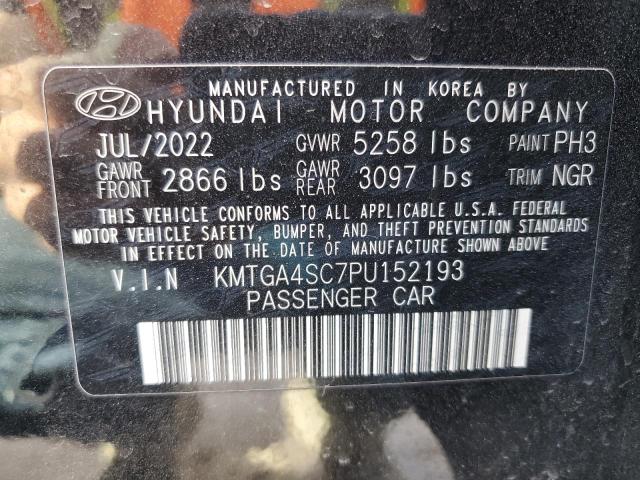 MANUFACTURED IN KOREA BY
HYUNDAI MOTOR COMPANY
JUL/2022 GVWR 5258 lbs PAINT PH3
GAWR FRONT 2866 lbs GAWR REAR 3097 lbs TRIM NGR
THIS VEHICLE CONFORMS TO ALL APPLICABLE U.S.A. FEDERAL
MOTOR VEHICLE SAFETY, BUMPER, AND THEFT PREVENTION STANDARDS
IN EFFECT ON THE DATE OF MANUFACTURE SHOWN ABOVE.
V.I.N KMTGA4SC7PU152193
PASSENGER CAR